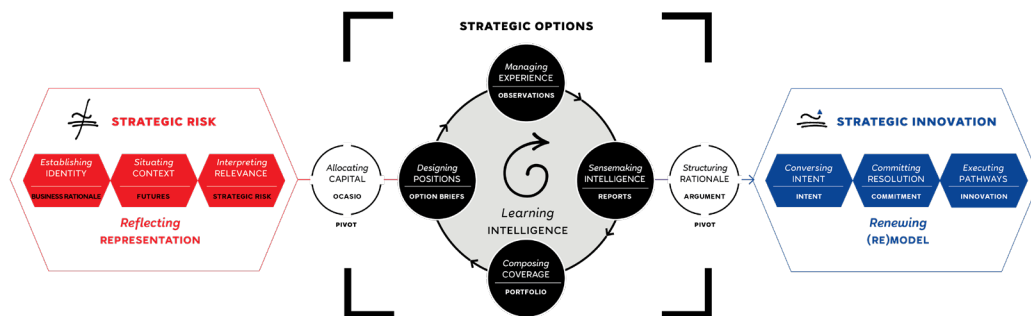 STRATEGIC RISK
Establishing
IDENTITY
BUSINESS RATIONALE
Situating
CONTEXT
FUTURES
Interpreting
RELEVANCE
STRATEGIC RISK
Reflecting
REPRESENTATION
Allocating
CAPITAL
OCASIO
PIVOT
STRATEGIC OPTIONS
Managing
EXPERIENCE
OBSERVATIONS
Designing
POSITIONS
OPTION BRIEFS
Sensemaking
INTELLIGENCE
REPORTS
Learning
INTELLIGENCE
Composing
COVERAGE
PORTFOLIO
Structuring
RATIONALE
ARGUMENT
PIVOT
STRATEGIC INNOVATION
Conversing
INTENT
INTENT
Committing
RESOLUTION
COMMITMENT
Executing
PATHWAYS
INNOVATION
Renewing
(RE)MODEL